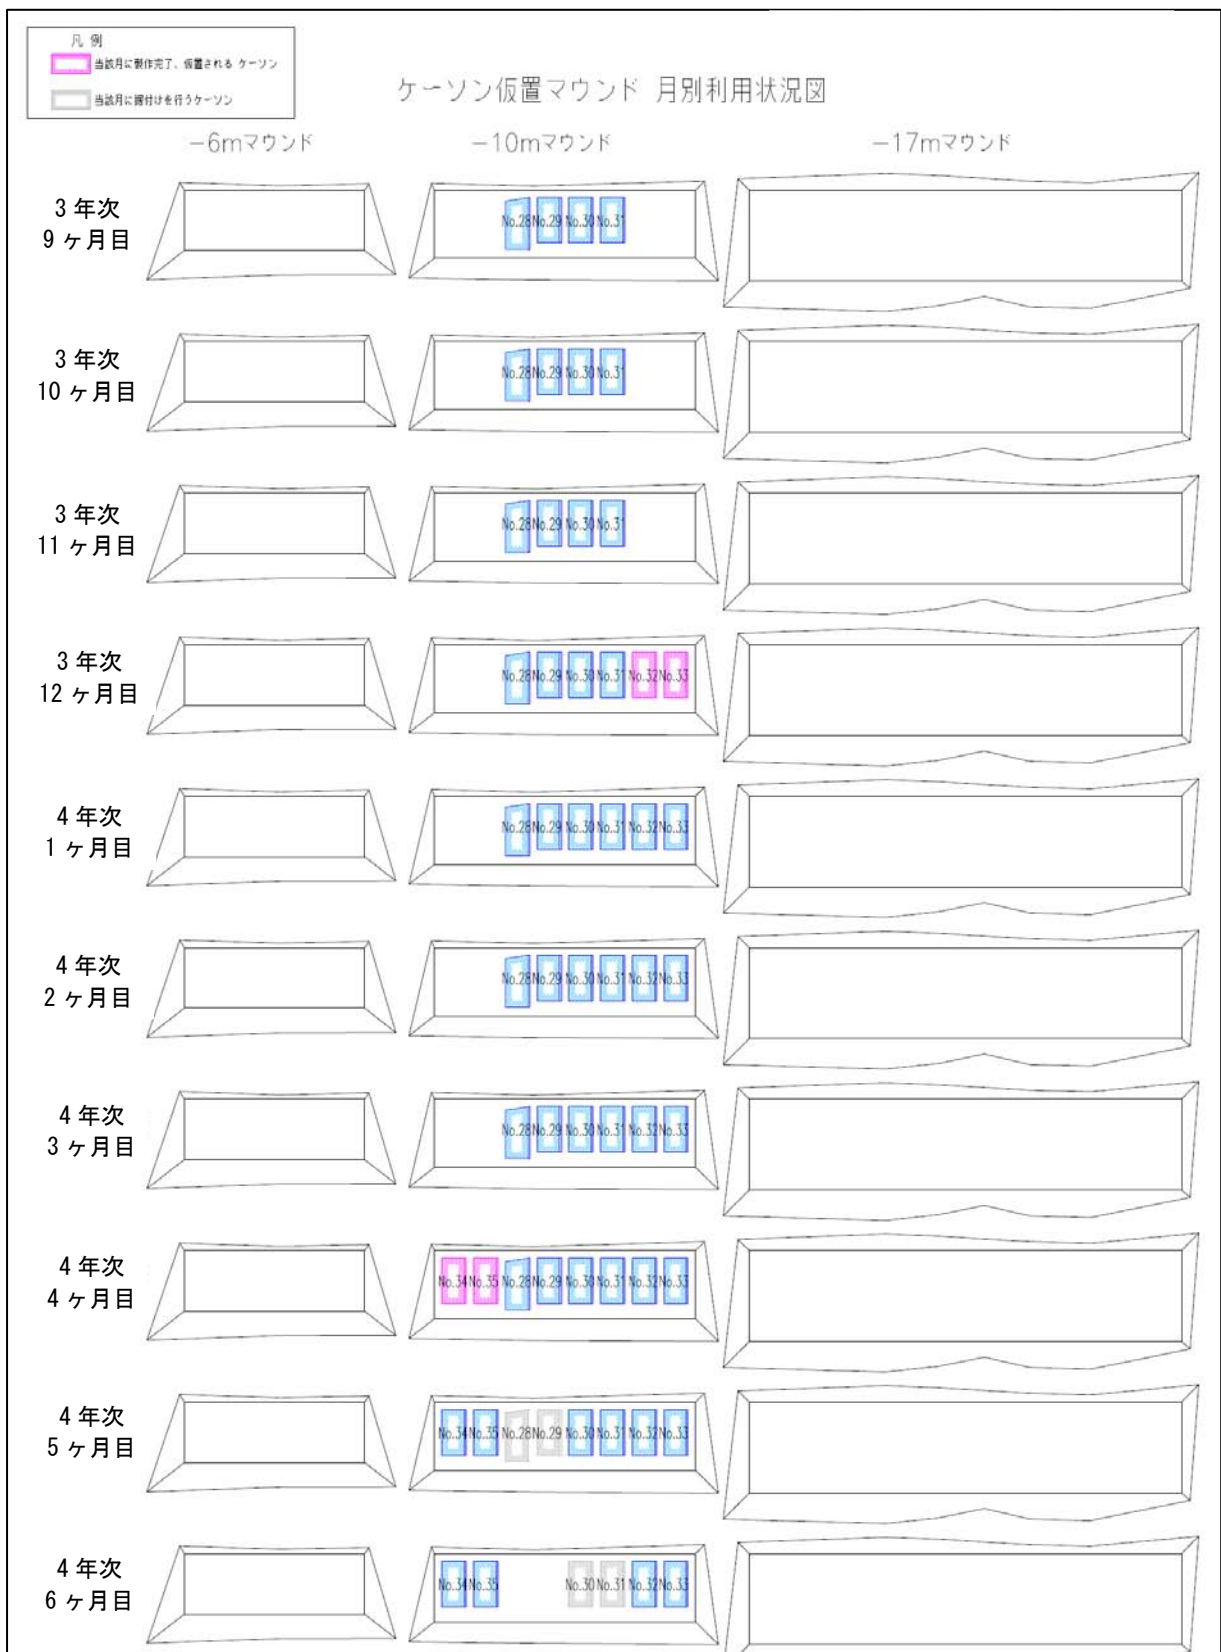 凡 例
当該月に製作完了、仮置される ケーソン
当該月に据付けを行うケーソン
ケーソン仮置マウンド 月別利用状況図
－6mマウンド －10mマウンド －17mマウンド
3 年次
9 ヶ月目
No.28 No.29 No.30 No.31
3 年次
10 ヶ月目
No.28 No.29 No.30 No.31
3 年次
11 ヶ月目
No.28 No.29 No.30 No.31
3 年次
12 ヶ月目
No.28 No.29 No.30 No.31 No.32 No.33
4 年次
1 ヶ月目
No.28 No.29 No.30 No.31 No.32 No.33
4 年次
2 ヶ月目
No.28 No.29 No.30 No.31 No.32 No.33
4 年次
3 ヶ月目
No.28 No.29 No.30 No.31 No.32 No.33
4 年次
4 ヶ月目
No.34 No.35 No.28 No.29 No.30 No.31 No.32 No.33
4 年次
5 ヶ月目
No.34 No.35 No.28 No.29 No.30 No.31 No.32 No.33
4 年次
6 ヶ月目
No.34 No.35 No.30 No.31 No.32 No.33